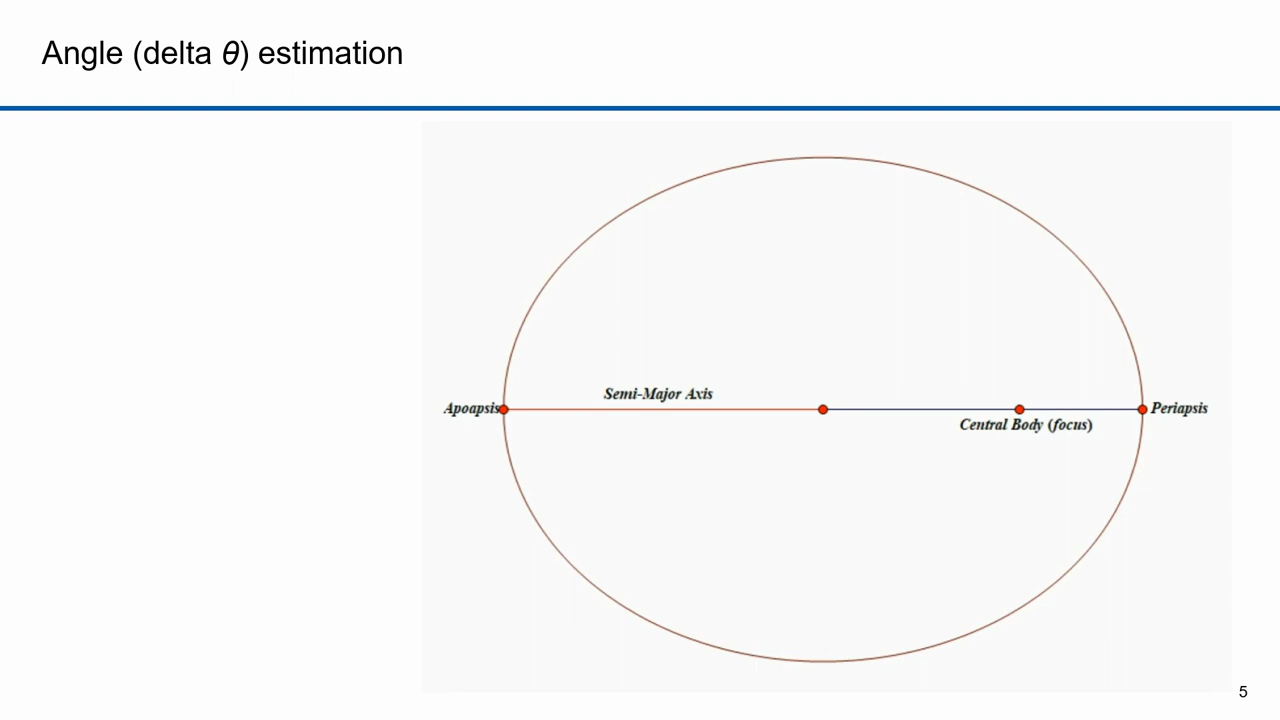 Angle (delta θ) estimation
Semi-Major Axis
Apoapsis
Periapsis
Central Body (focus)
5